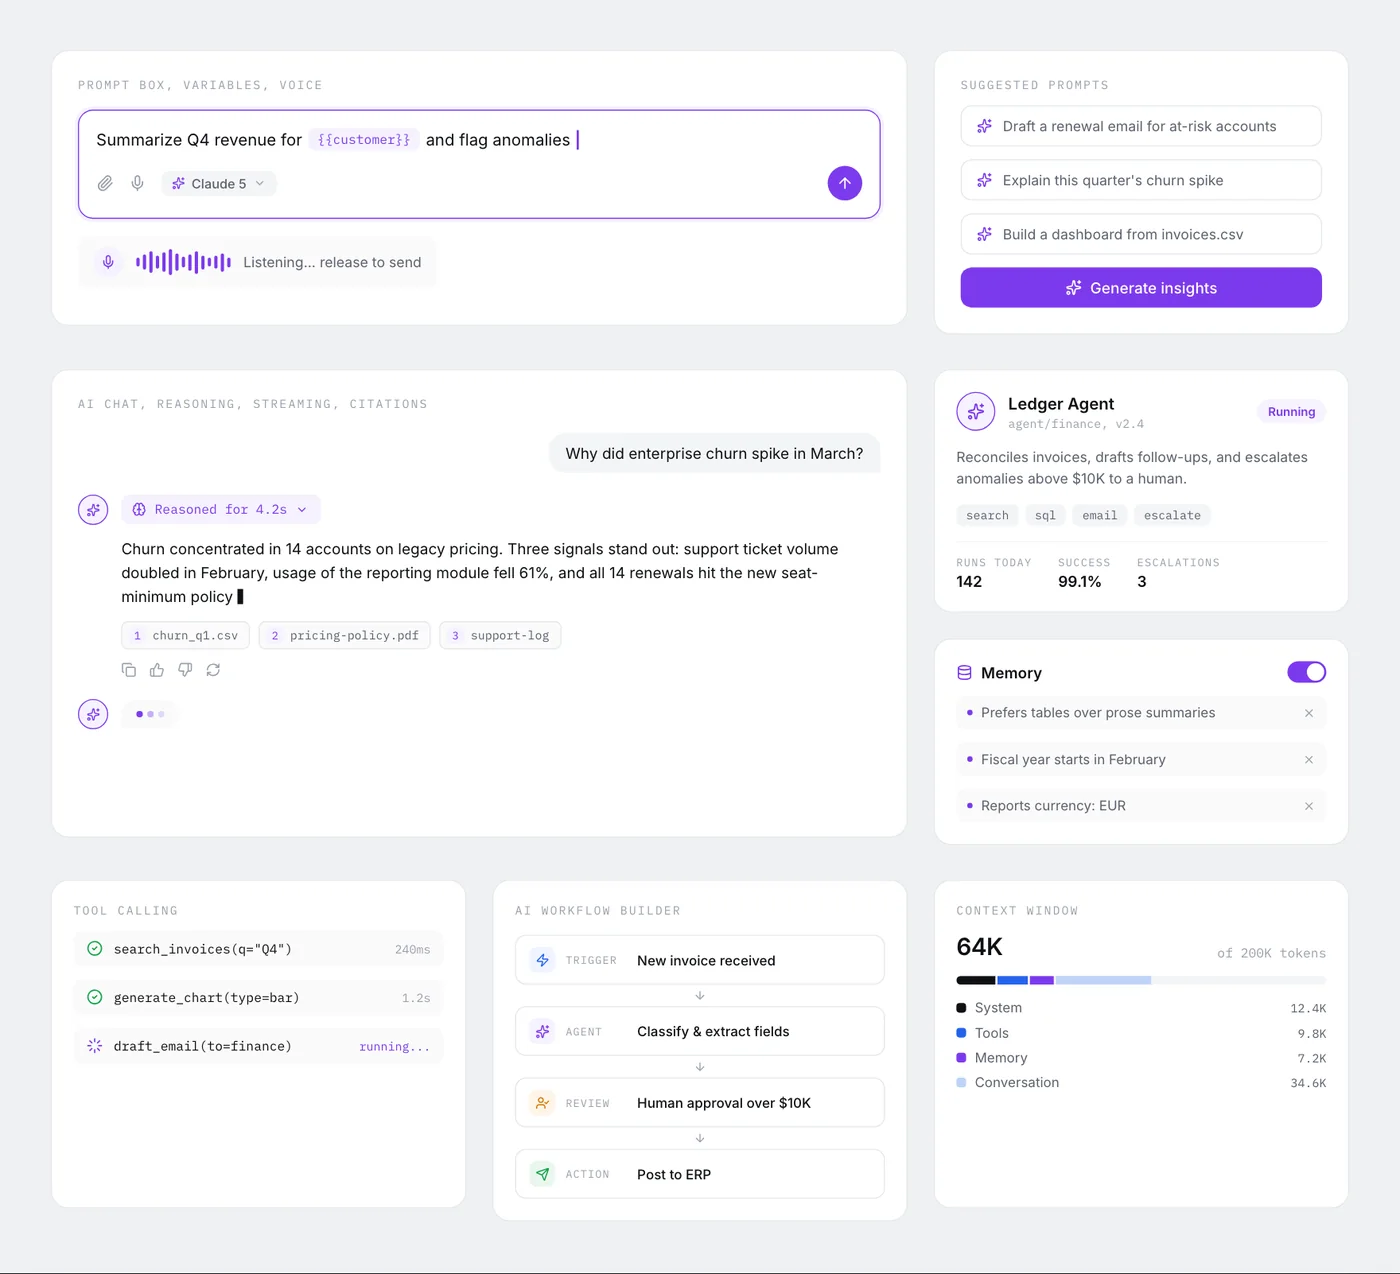 PROMPT BOX, VARIABLES, VOICE
Summarize Q4 revenue for {{customer}} and flag anomalies
Claude 5
Listening... release to send
SUGGESTED PROMPTS
Draft a renewal email for at-risk accounts
Explain this quarter's churn spike
Build a dashboard from invoices.csv
Generate insights
AI CHAT, REASONING, STREAMING, CITATIONS
Why did enterprise churn spike in March?
Reasoned for 4.2s
Churn concentrated in 14 accounts on legacy pricing. Three signals stand out: support ticket volume
doubled in February, usage of the reporting module fell 61%, and all 14 renewals hit the new seat-
minimum policy
1 churn_q1.csv
2 pricing-policy.pdf
3 support-log
Ledger Agent
agent/finance, v2.4
Running
Reconciles invoices, drafts follow-ups, and escalates
anomalies above $10K to a human.
search
sql
email
escalate
RUNS TODAY
142
SUCCESS
99.1%
ESCALATIONS
3
Memory
Prefers tables over prose summaries
Fiscal year starts in February
Reports currency: EUR
TOOL CALLING
search_invoices(q="Q4") 240ms
generate_chart(type=bar) 1.2s
draft_email(to=finance) running...
AI WORKFLOW BUILDER
TRIGGER New invoice received
AGENT Classify & extract fields
REVIEW Human approval over $10K
ACTION Post to ERP
CONTEXT WINDOW
64K of 200K tokens
System 12.4K
Tools 9.8K
Memory 7.2K
Conversation 34.6K